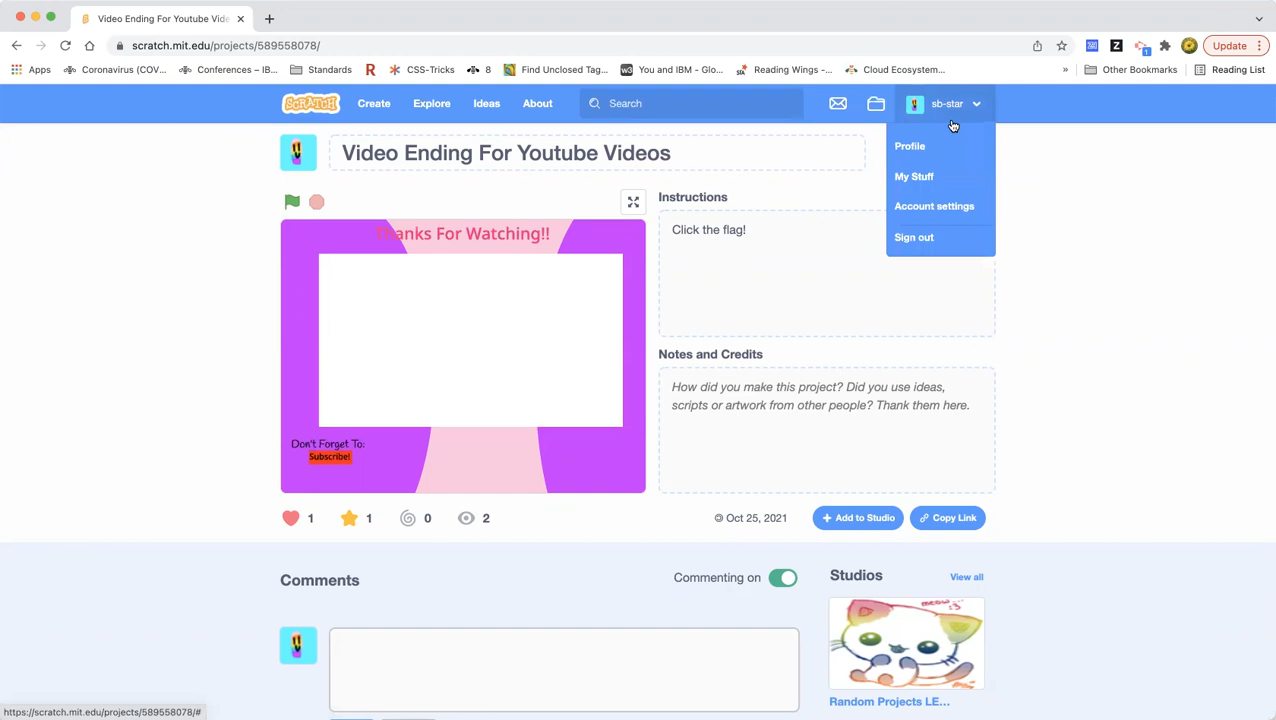 Video Ending For Youtube Vide
scratch.mit.edu/projects/589558078/
Update
Apps
Coronavirus (COV...
Conferences – IB...
Standards
R
CSS-Tricks
8
Find Unclosed Tag...
w3
You and IBM - Glo...
Reading Wings -...
Cloud Ecosystem...
»
Other Bookmarks
Reading List
SCRATCH
Create
Explore
Ideas
About
Search
sb-star
Profile
My Stuff
Account settings
Sign out
Video Ending For Youtube Videos
Thanks For Watching!!
Don't Forget To:
Subscribe!
Instructions
Click the flag!
Notes and Credits
How did you make this project? Did you use ideas,
scripts or artwork from other people? Thank them here.
1
1
0
2
© Oct 25, 2021
Add to Studio
Copy Link
Comments
Commenting on
Studios
View all
meow :3
Random Projects LE...
https://scratch.mit.edu/projects/589558078/#